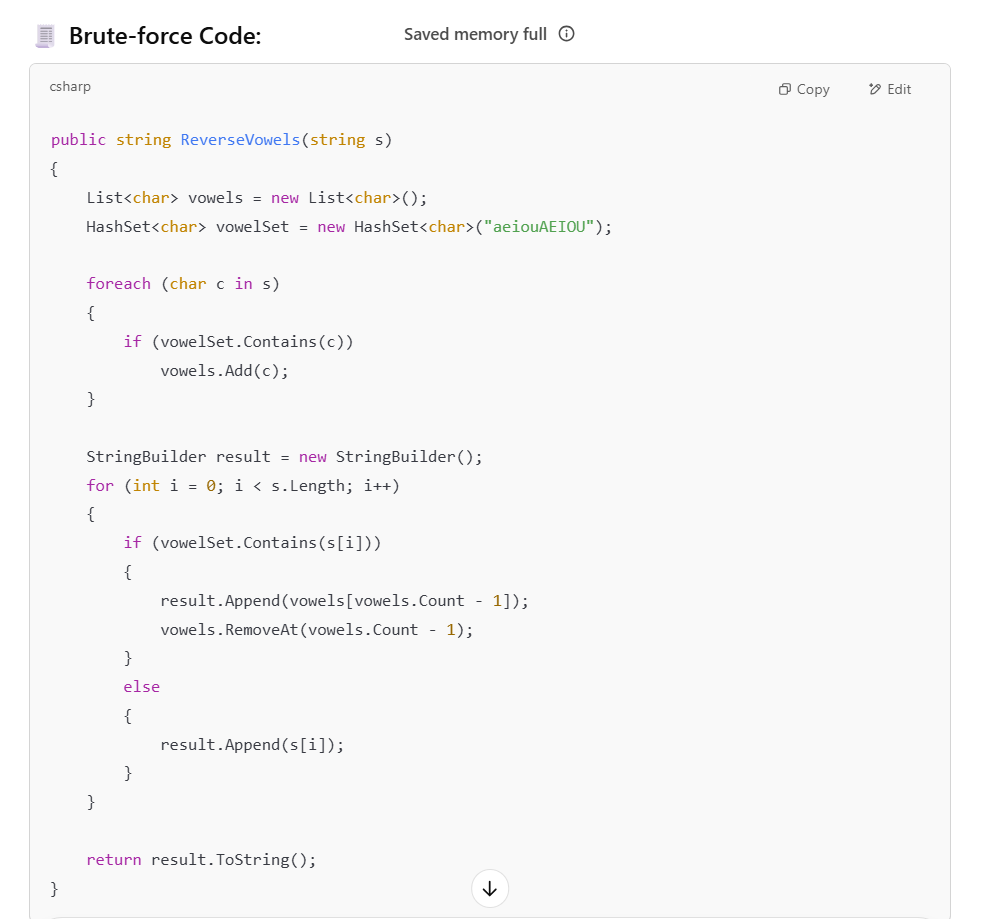 Brute-force Code:
Saved memory full
csharp
Copy
Edit
public string ReverseVowels(string s)
{
    List<char> vowels = new List<char>();
    HashSet<char> vowelSet = new HashSet<char>("aeiouAEIOU");

    foreach (char c in s)
    {
        if (vowelSet.Contains(c))
            vowels.Add(c);
    }

    StringBuilder result = new StringBuilder();
    for (int i = 0; i < s.Length; i++)
    {
        if (vowelSet.Contains(s[i]))
        {
            result.Append(vowels[vowels.Count - 1]);
            vowels.RemoveAt(vowels.Count - 1);
        }
        else
        {
            result.Append(s[i]);
        }
    }

    return result.ToString();
}